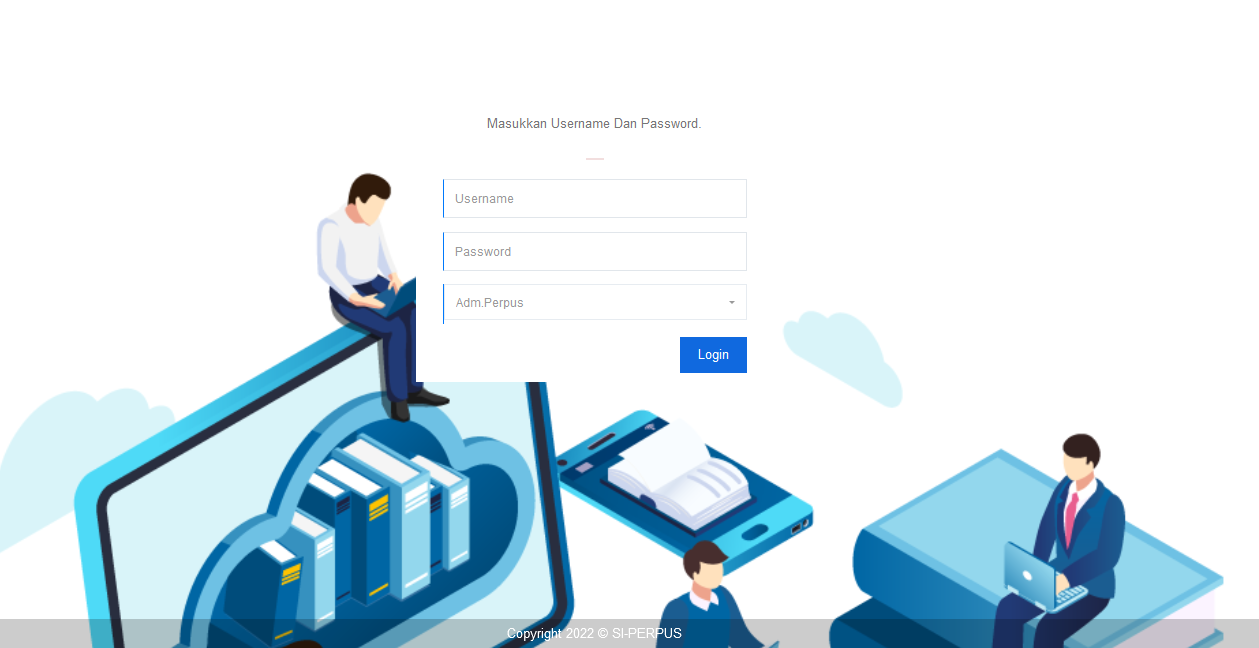 Masukkan Username Dan Password.
Username
Password
Adm.Perpus
Login
Copyright 2022 © SI-PERPUS